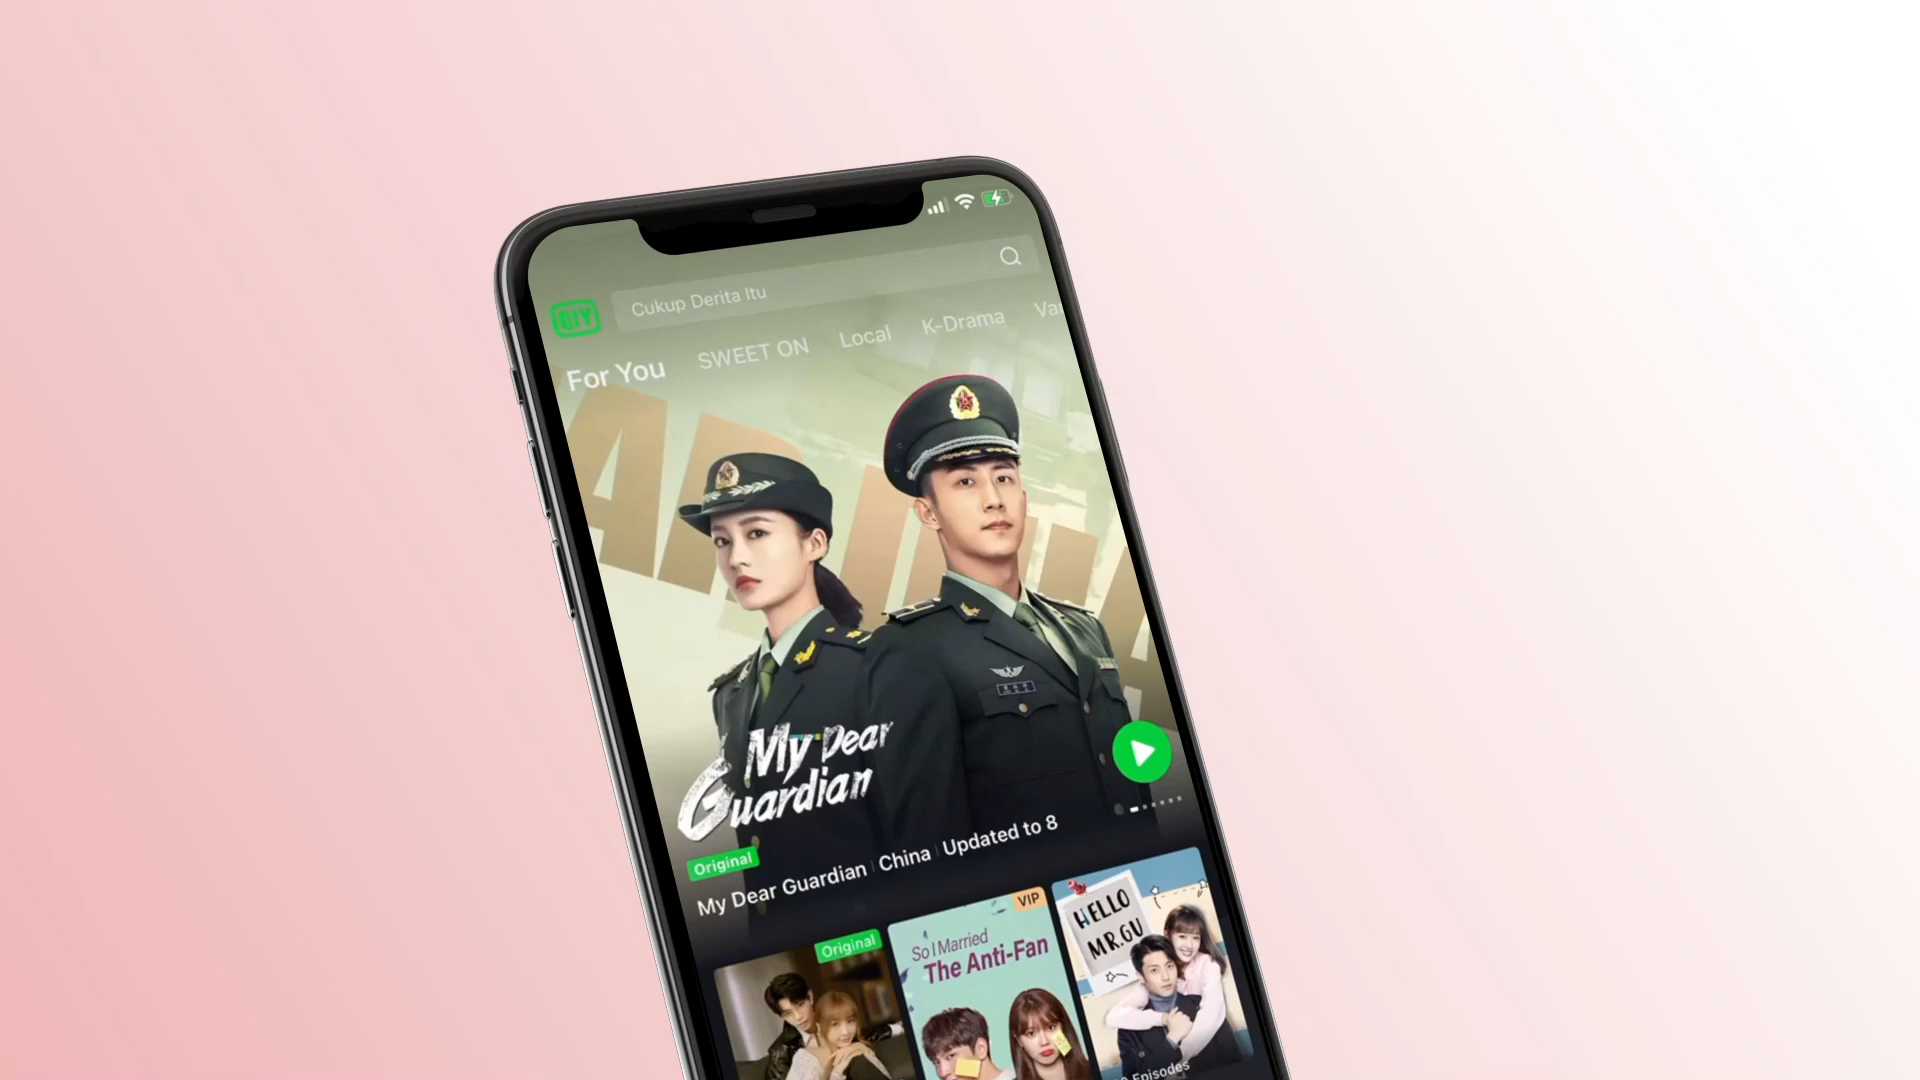 QIY
Cukup Derita Itu
For You
SWEET ON
Local
K-Drama
My Dear
Guardian
Original
My Dear Guardian
China
Updated to 8
Original
VIP
So I Married
The Anti-Fan
HELLO
MR.GU
Episodes